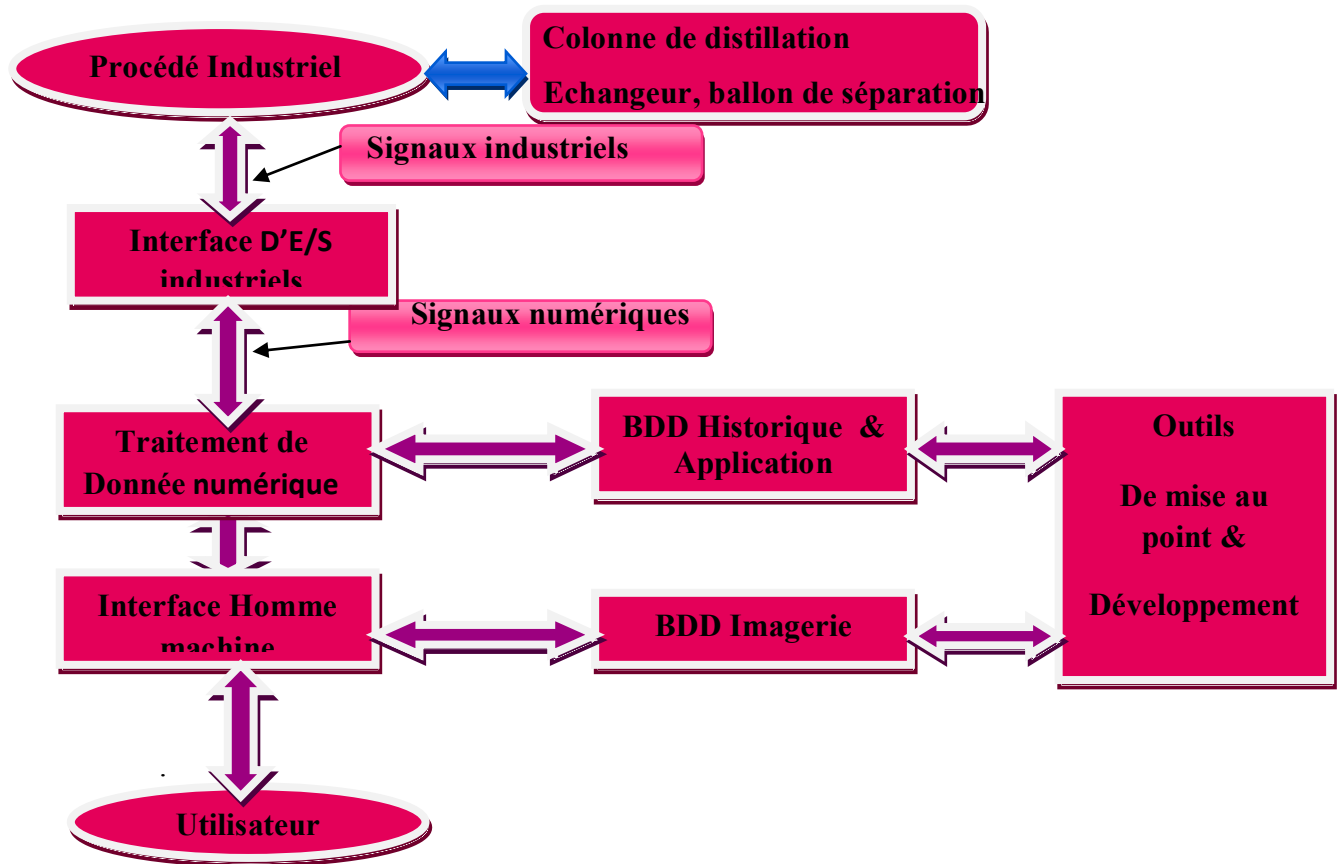 Procédé Industriel
Colonne de distillation
Echangeur, ballon de séparation
Signaux industriels
Interface D’E/S
industriels
Signaux numériques
Traitement de
Donnée numérique
BDD Historique &
Application
Outils
De mise au
point &
Développement
Interface Homme
machine
BDD Imagerie
Utilisateur